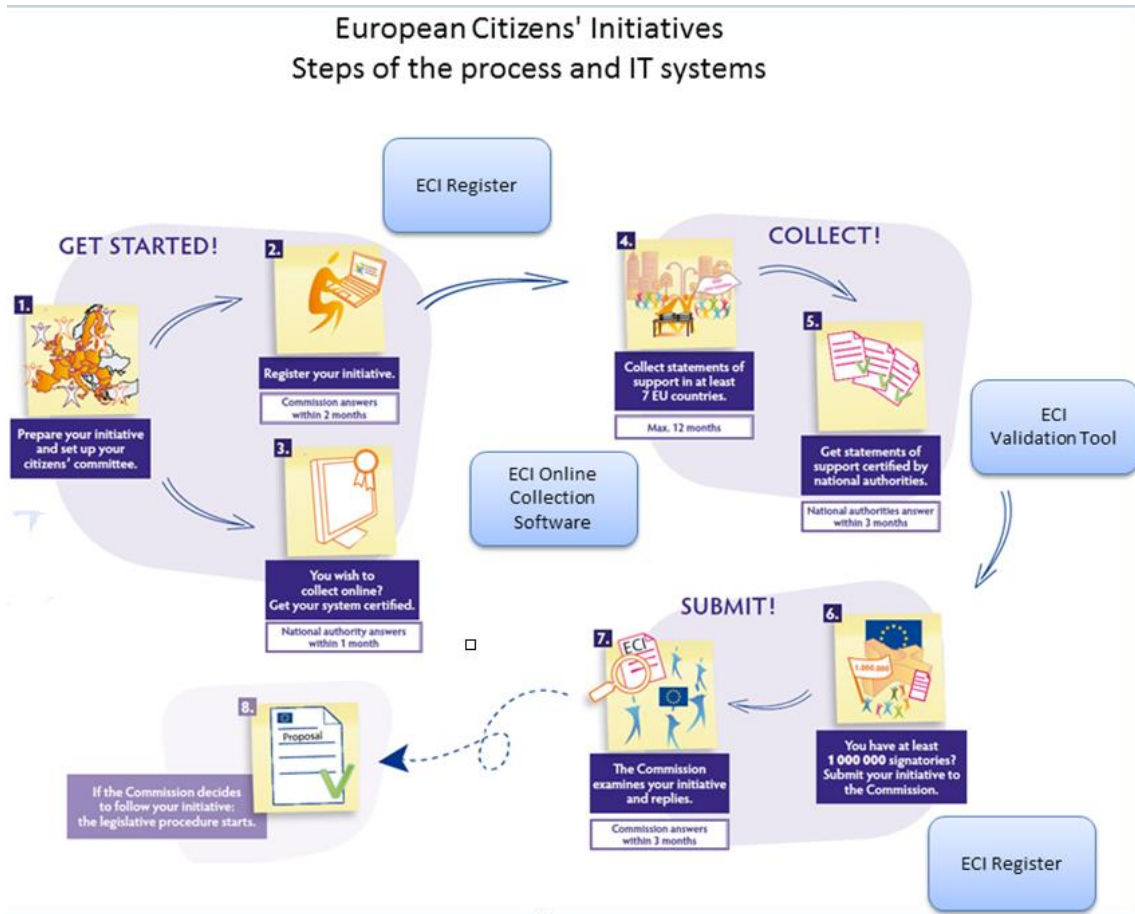 European Citizens' Initiatives
Steps of the process and IT systems
ECI Register
GET STARTED!
1.
Prepare your initiative
and set up your
citizens' committee.
2.
Register your initiative.
Commission answers
within 2 months
3.
You wish to
collect online?
Get your system certified.
National authority answers
within 1 month
ECI Online
Collection
Software
COLLECT!
4.
Collect statements of
support in at least
7 EU countries.
Max. 12 months
5.
Get statements of
support certified by
national authorities.
National authorities answer
within 3 months
ECI
Validation Tool
SUBMIT!
6.
1.000.000
You have at least
1 000 000 signatories?
Submit your initiative to
the Commission.
7.
ECI
The Commission
examines your initiative
and replies.
Commission answers
within 3 months
8.
Proposal
If the Commission decides
to follow your initiative:
the legislative procedure starts.
ECI Register